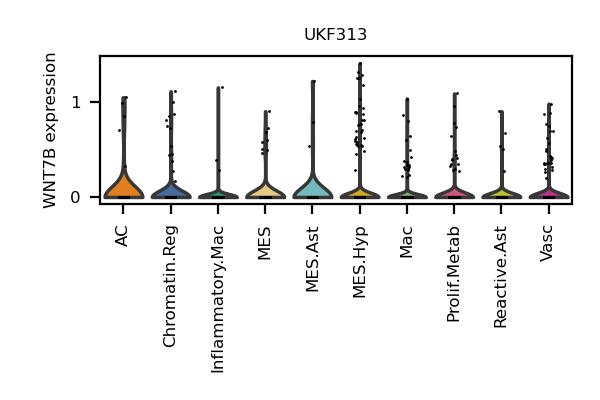 UKF313
WNT7B expression
1
0
AC
Chromatin.Reg
Inflammatory.Mac
MES
MES.Ast
MES.Hyp
Mac
Prolif.Metab
Reactive.Ast
Vasc